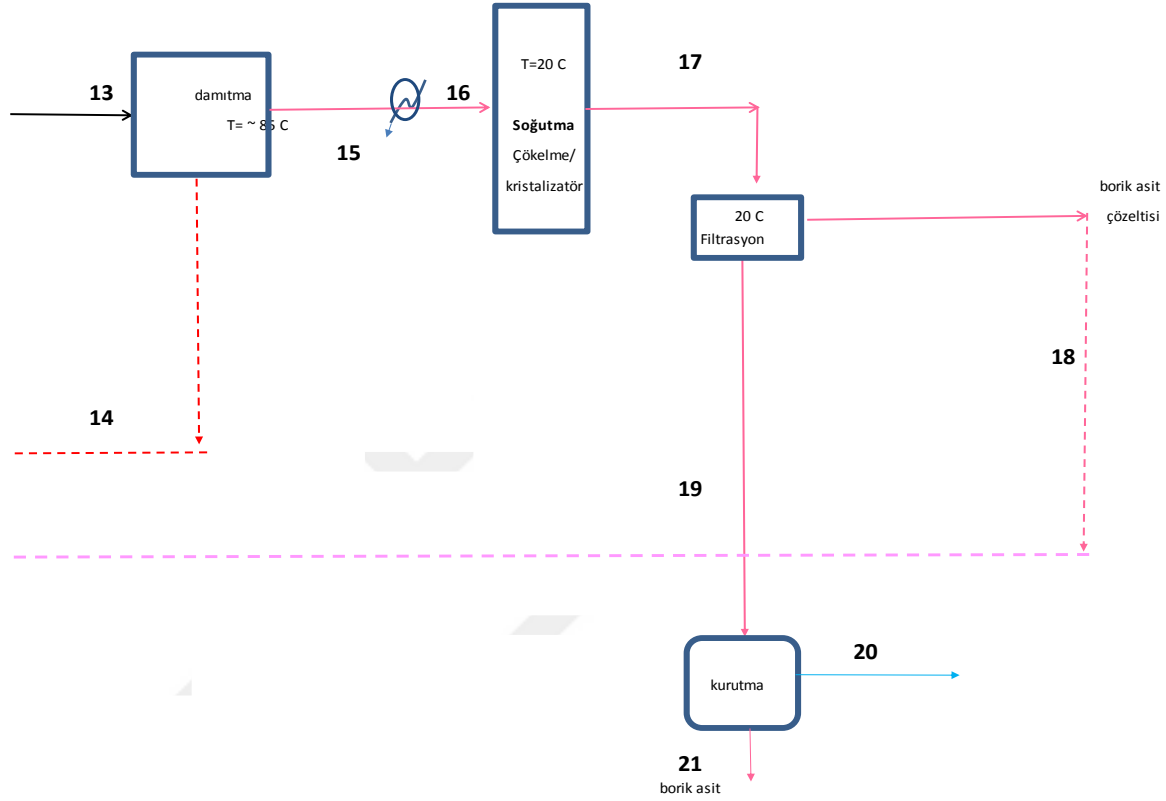 13
damıtma
T= ~ 85 C
15
16
T=20 C
Soğutma
Çökelme/
kristalizatör
17
20 C
Filtrasyon
borik asit
çözeltisi
18
14
19
kurutma
20
21
borik asit